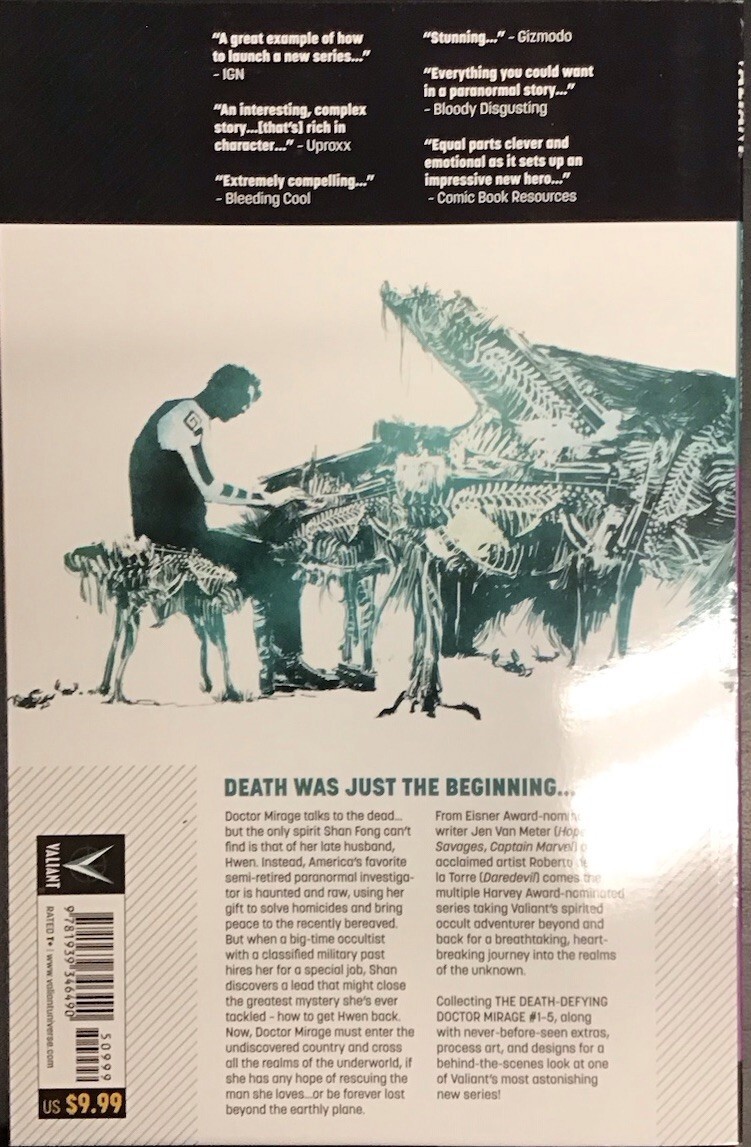 “A great example of how
to launch a new series...”
- IGN
“An interesting, complex
story...[that’s] rich in
character...” - Uproxx
“Extremely compelling...”
- Bleeding Cool
“Stunning...” - Gizmodo
“Everything you could want
in a paranormal story...”
- Bloody Disgusting
“Equal parts clever and
emotional as it sets up an
impressive new hero...”
- Comic Book Resources
DEATH WAS JUST THE BEGINNING...
Doctor Mirage talks to the dead...
but the only spirit Shan Fong can’t
find is that of her late husband,
Hwen. Instead, America’s favorite
semi-retired paranormal investiga-
tor is haunted and raw, using her
gift to solve homicides and bring
peace to the recently bereaved.
But when a big-time occultist
with a classified military past
hires her for a special job, Shan
discovers a lead that might close
the greatest mystery she’s ever
tackled - how to get Hwen back.
Now, Doctor Mirage must enter the
undiscovered country and cross
all the realms of the underworld, if
she has any hope of rescuing the
man she loves...or be forever lost
beyond the earthly plane.
From Eisner
writer Jen Van Meter (
Savages, Captain Marvel)
acclaimed artist Roberto
la Torre (Daredevil) comes the
multiple Harvey Award-nominated
series taking Valiant’s spirited
occult adventurer beyond and
back for a breathtaking, heart-
breaking journey into the realms
of the unknown.
Collecting THE DEATH-DEFYING
DOCTOR MIRAGE #1-5, along
with never-before-seen extras,
process art, and designs for a
behind-the-scenes look at one
of Valiant’s most astonishing
new series!
VALIANT
9 781939 346490
50999
RATED T+ | www.valiantuniverse.com
US $9.99